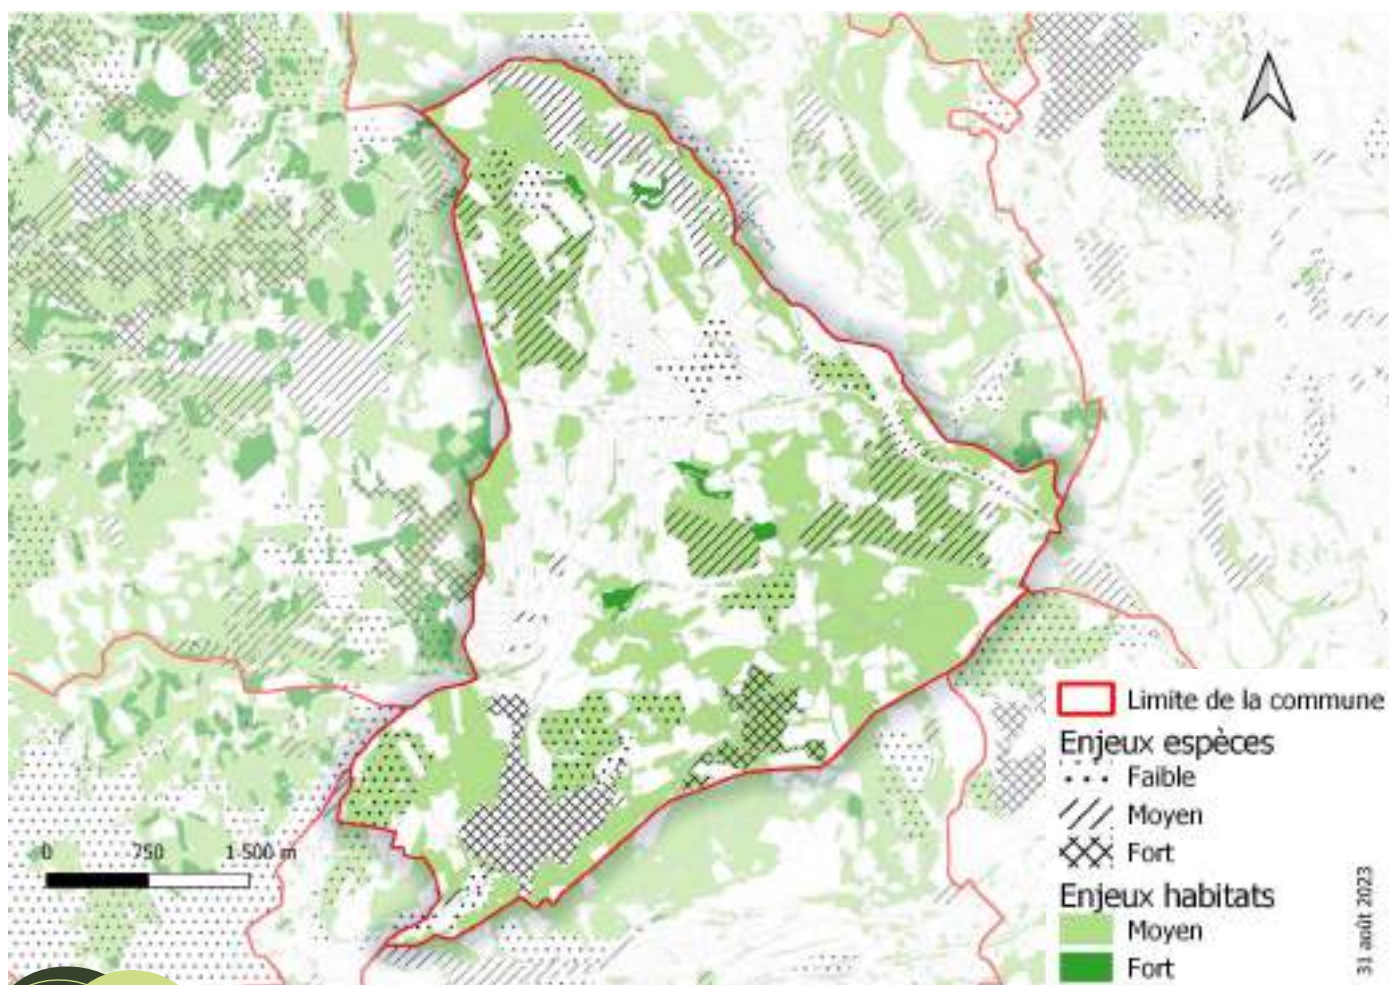 Limite de la commune
Enjeux espèces
Faible
Moyen
Fort
Enjeux habitats
Moyen
Fort
0 750 1 500 m
31 août 2023